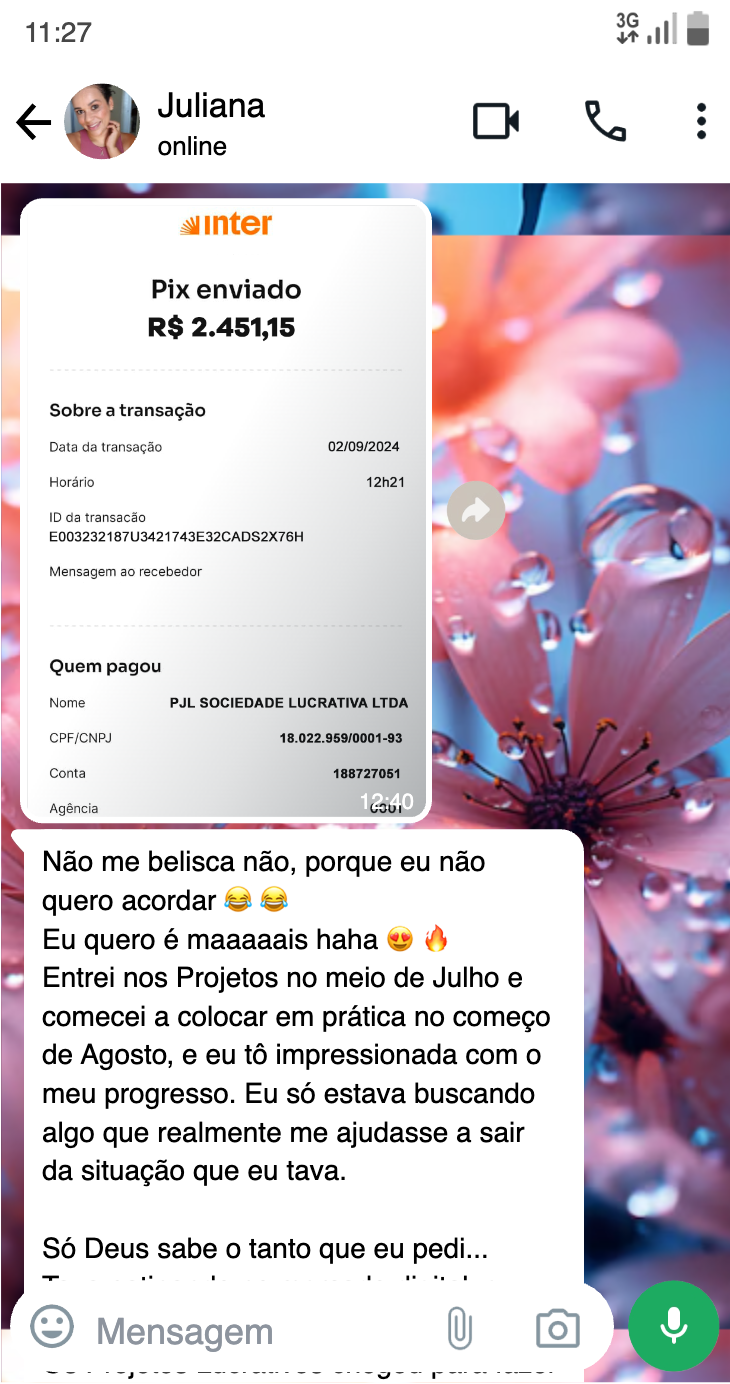 11:27
3G
Juliana
online
inter
Pix enviado
R$ 2.451,15
Sobre a transação
Data da transação 02/09/2024
Horário 12h21
ID da transacão
E003232187U3421743E32CADS2X76H
Mensagem ao recebedor
Quem pagou
Nome PJL SOCIEDADE LUCRATIVA LTDA
CPF/CNPJ 18.022.959/0001-93
Conta 188727051
Agência 0001
12:40
Não me belisca não, porque eu não
quero acordar 😂 😂
Eu quero é maaaaais haha 😍 🔥
Entrei nos Projetos no meio de Julho e
comecei a colocar em prática no começo
de Agosto, e eu tô impressionada com o
meu progresso. Eu só estava buscando
algo que realmente me ajudasse a sair
da situação que eu tava.
Só Deus sabe o tanto que eu pedi...
Mensagem